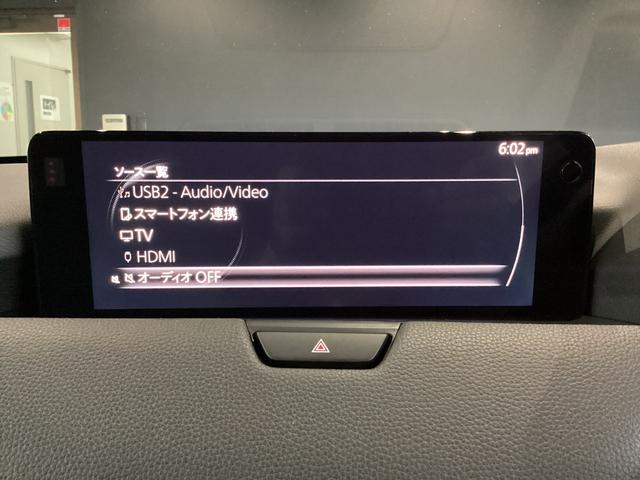 6:02pm
ソース一覧
USB2 - Audio/Video
スマートフォン連携
TV
HDMI
オーディオ OFF